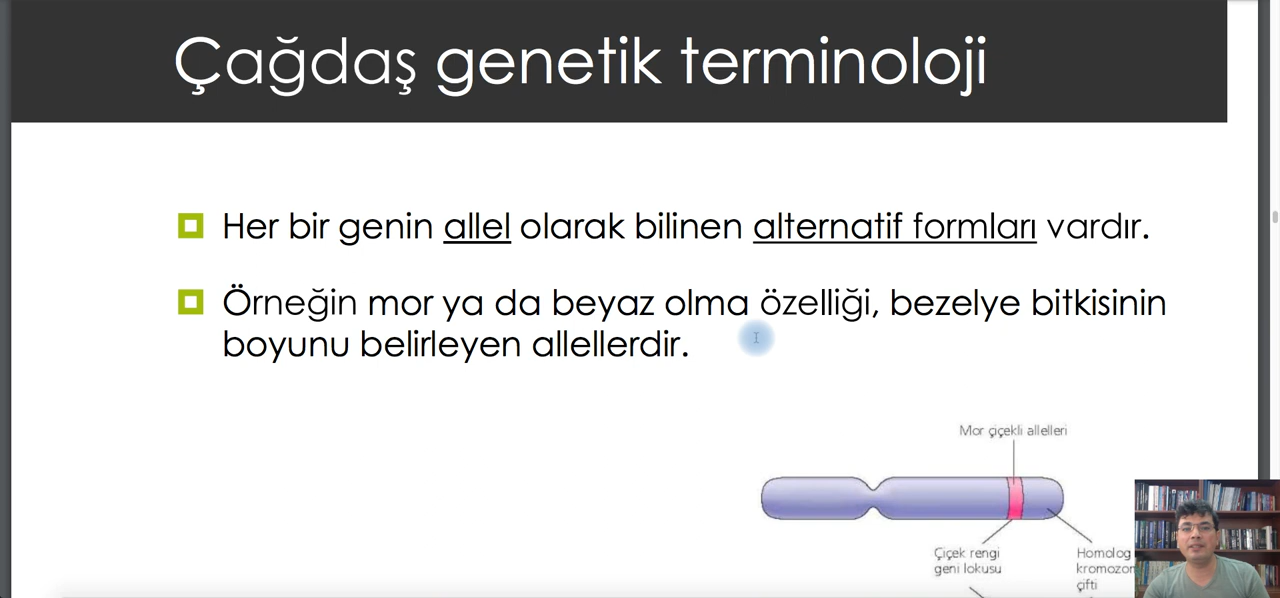 Çağdaş genetik terminoloji
Her bir genin allel olarak bilinen alternatif formları vardır.
Örneğin mor ya da beyaz olma özelliği, bezelye bitkisinin
boyunu belirleyen allellerdir.
Mor çiçekli allelleri
Çiçek rengi
geni lokusu
Homolog
kromozom
çifti